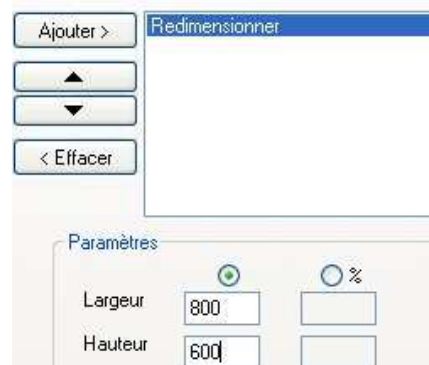 Ajouter >
Redimensionner
< Effacer
Paramètres
%
Largeur 800
Hauteur 600